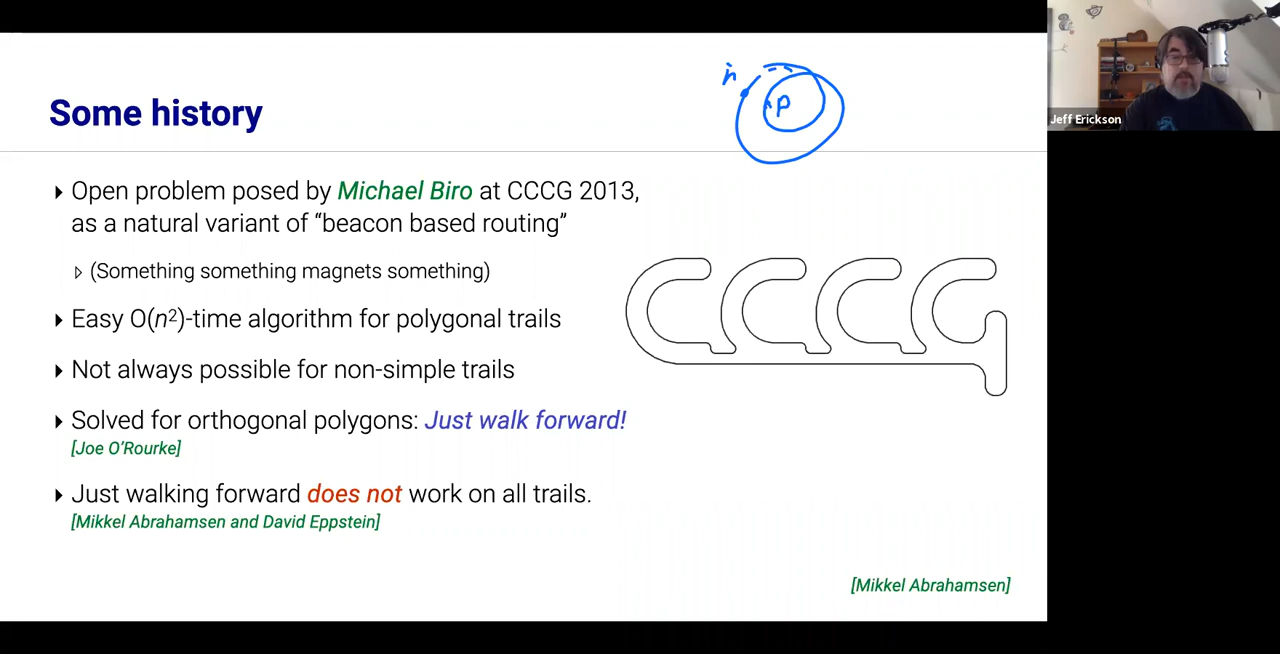 Some history
▸ Open problem posed by Michael Biro at CCCG 2013,
as a natural variant of “beacon based routing”
▹ (Something something magnets something)
▸ Easy O(n²)-time algorithm for polygonal trails
▸ Not always possible for non-simple trails
▸ Solved for orthogonal polygons: Just walk forward!
[Joe O’Rourke]
▸ Just walking forward does not work on all trails.
[Mikkel Abrahamsen and David Eppstein]
h
p
[Mikkel Abrahamsen]
Jeff Erickson